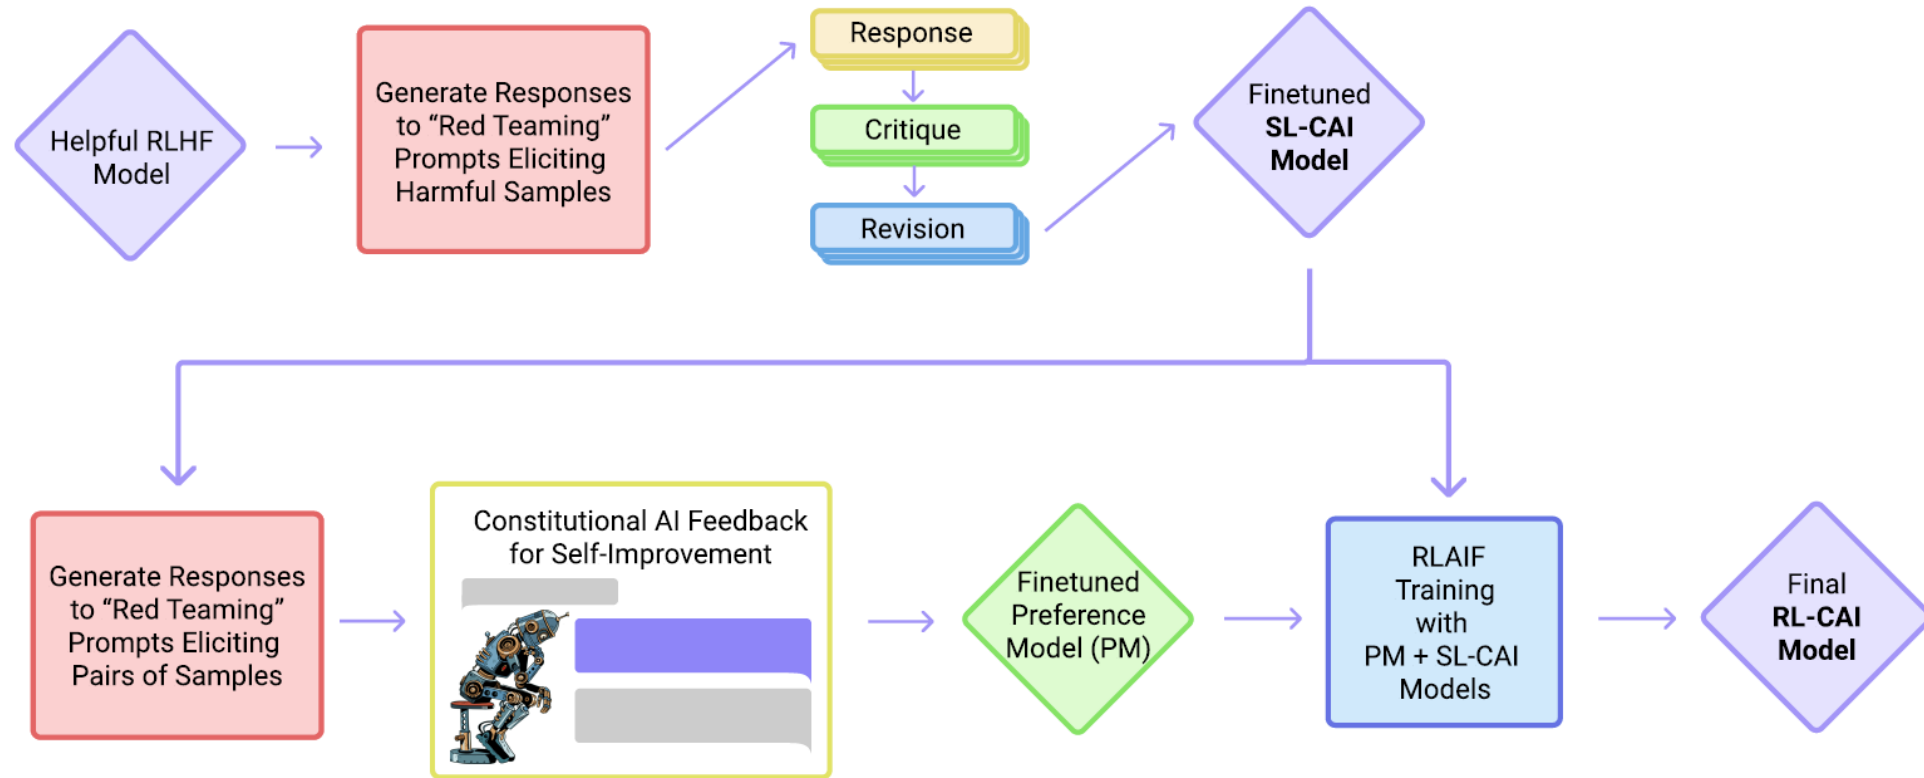 Helpful RLHF
Model
Generate Responses
to “Red Teaming”
Prompts Eliciting
Harmful Samples
Response
Critique
Revision
Finetuned
SL-CAI
Model
Generate Responses
to “Red Teaming”
Prompts Eliciting
Pairs of Samples
Constitutional AI Feedback
for Self-Improvement
Finetuned
Preference
Model (PM)
RLAIF
Training
with
PM + SL-CAI
Models
Final
RL-CAI
Model